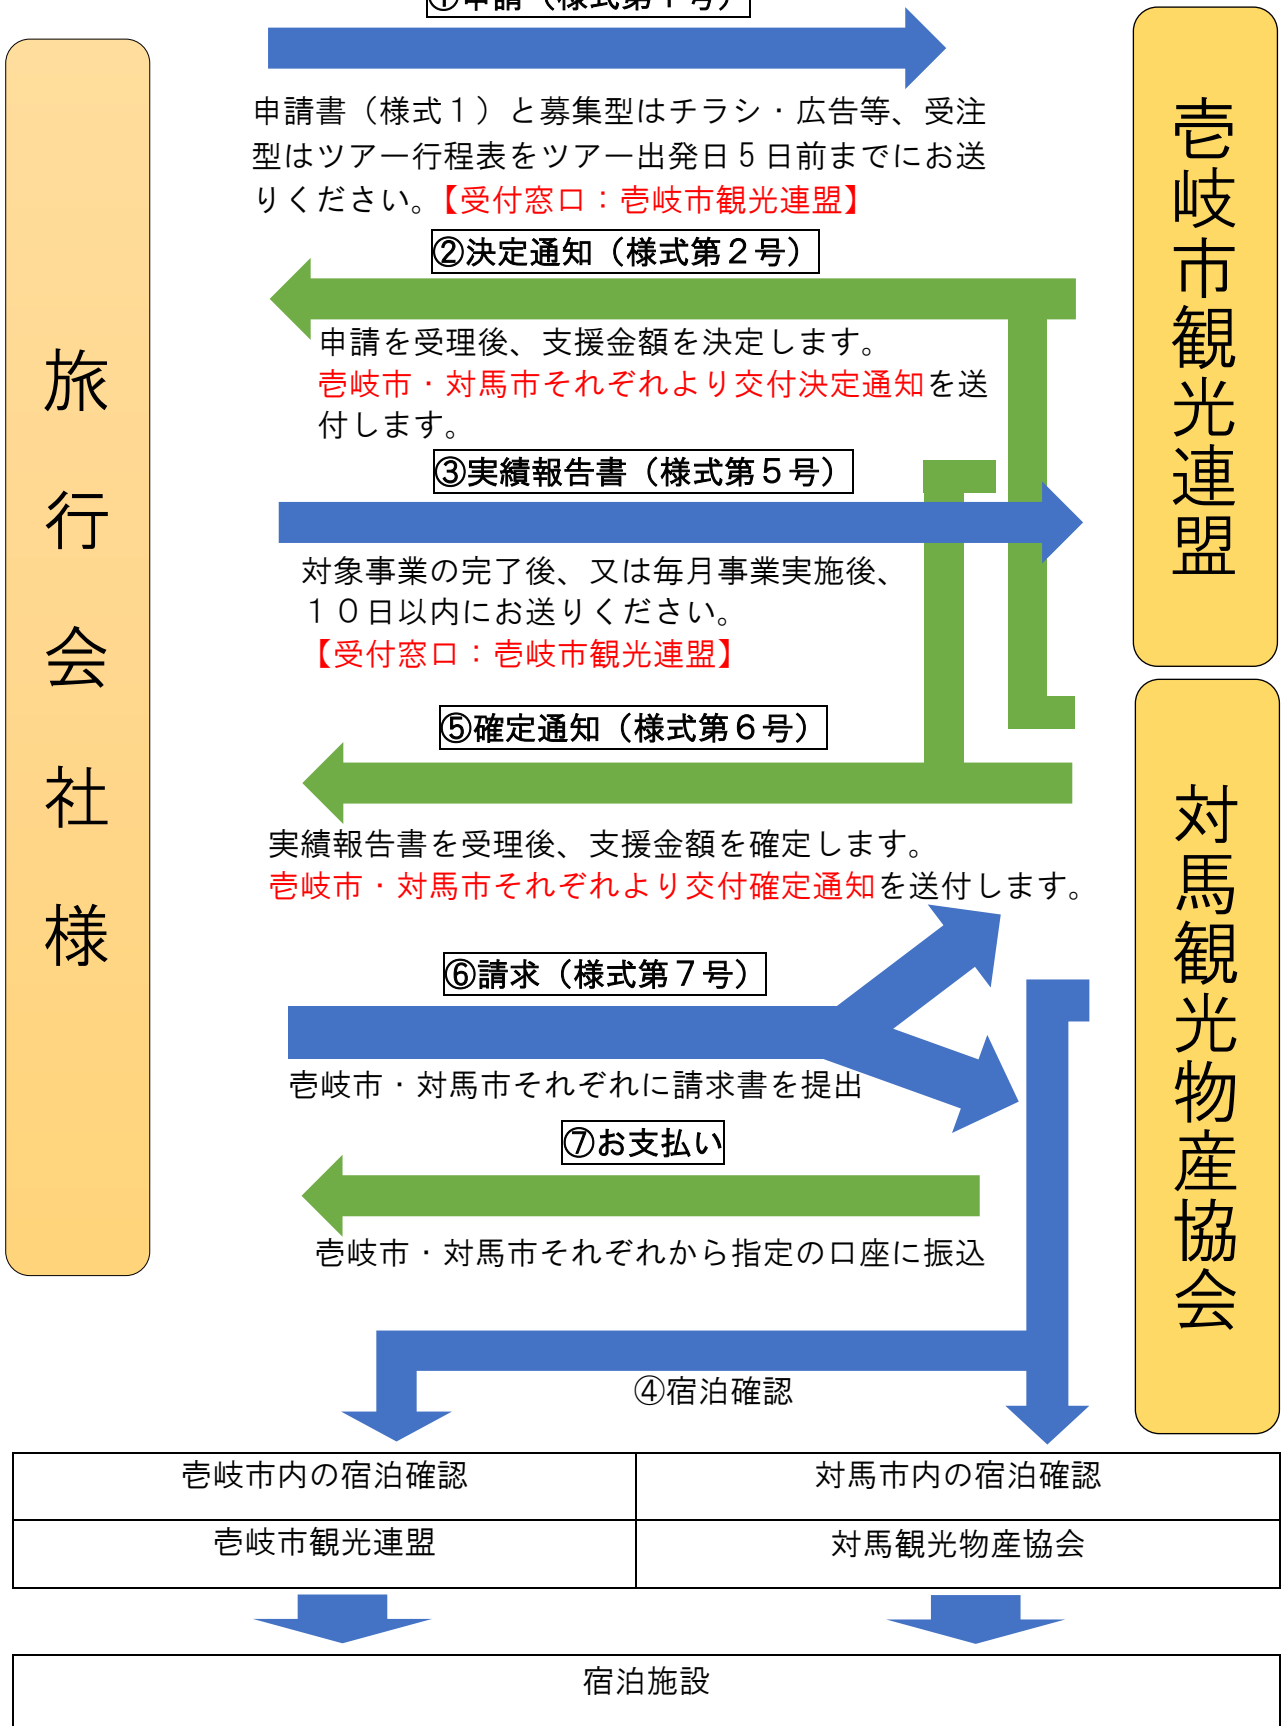 ①申請（様式第１号）
申請書（様式１）と募集型はチラシ・広告等、受注
型はツアー行程表をツアー出発日５日前までにお送
りください。【受付窓口：壱岐市観光連盟】
②決定通知（様式第２号）
申請を受理後、支援金額を決定します。
壱岐市・対馬市それぞれより交付決定通知を送
付します。
③実績報告書（様式第５号）
対象事業の完了後、又は毎月事業実施後、
１０日以内にお送りください。
【受付窓口：壱岐市観光連盟】
⑤確定通知（様式第６号）
実績報告書を受理後、支援金額を確定します。
壱岐市・対馬市それぞれより交付確定通知を送付します。
⑥請求（様式第７号）
壱岐市・対馬市それぞれに請求書を提出
⑦お支払い
壱岐市・対馬市それぞれから指定の口座に振込
④宿泊確認
旅行会社様
壱岐市観光連盟
対馬観光物産協会
壱岐市内の宿泊確認
対馬市内の宿泊確認
壱岐市観光連盟
対馬観光物産協会
宿泊施設